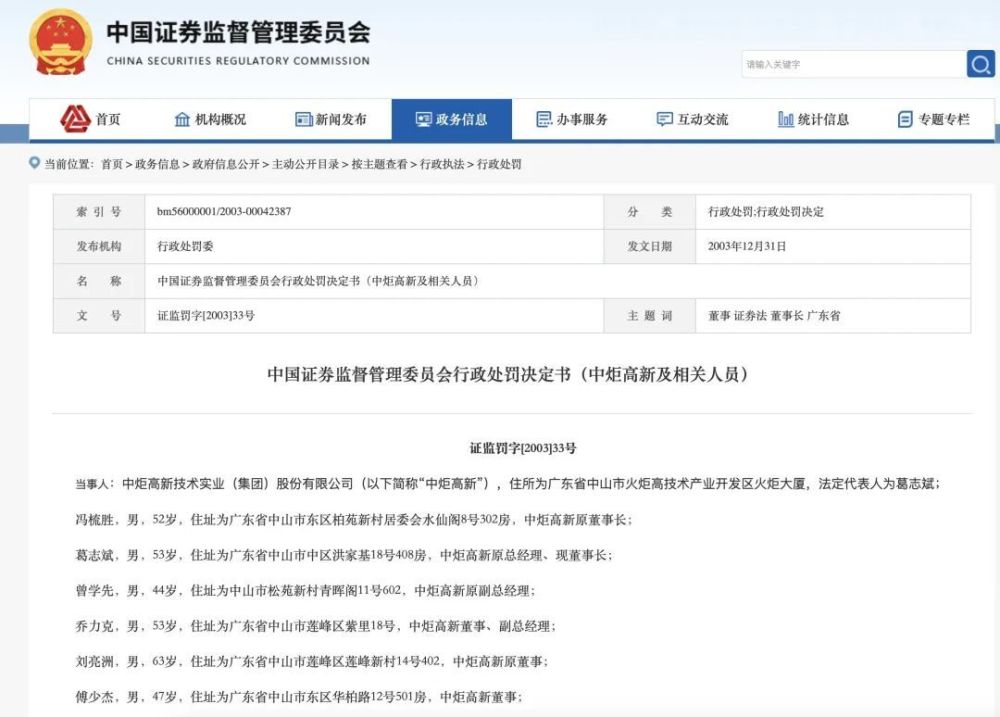 中国证券监督管理委员会
CHINA SECURITIES REGULATORY COMMISSION
请输入关键字
首页 机构概况 新闻发布 政务信息 办事服务 互动交流 统计信息 专题专栏
当前位置：首页 > 政务信息 > 政府信息公开 > 主动公开目录 > 按主题查看 > 行政执法 > 行政处罚
索 引 号 bm56000001/2003-00042387 分 类 行政处罚;行政处罚决定
发布机构 行政处罚委 发文日期 2003年12月31日
名 称 中国证券监督管理委员会行政处罚决定书（中炬高新及相关人员）
文 号 证监罚字[2003]33号 主 题 词 董事 证券法 董事长 广东省
中国证券监督管理委员会行政处罚决定书（中炬高新及相关人员）
证监罚字[2003]33号
当事人：中炬高新技术实业（集团）股份有限公司（以下简称“中炬高新”），住所为广东省中山市火炬高技术产业开发区火炬大厦，法定代表人为葛志斌；
冯梳胜，男，52岁，住址为广东省中山市东区柏苑新村居委会水仙阁8号302房，中炬高新原董事长；
葛志斌，男，53岁，住址为广东省中山市中区洪家基18号408房，中炬高新原总经理、现董事长；
曾学先，男，44岁，住址为中山市松苑新村青晖阁11号602，中炬高新原副总经理；
乔力克，男，53岁，住址为广东省中山市莲峰区紫里18号，中炬高新董事、副总经理；
刘亮洲，男，63岁，住址为广东省中山市莲峰区莲峰新村14号402，中炬高新原董事；
傅少杰，男，47岁，住址为广东省中山市东区华柏路12号501房，中炬高新董事；